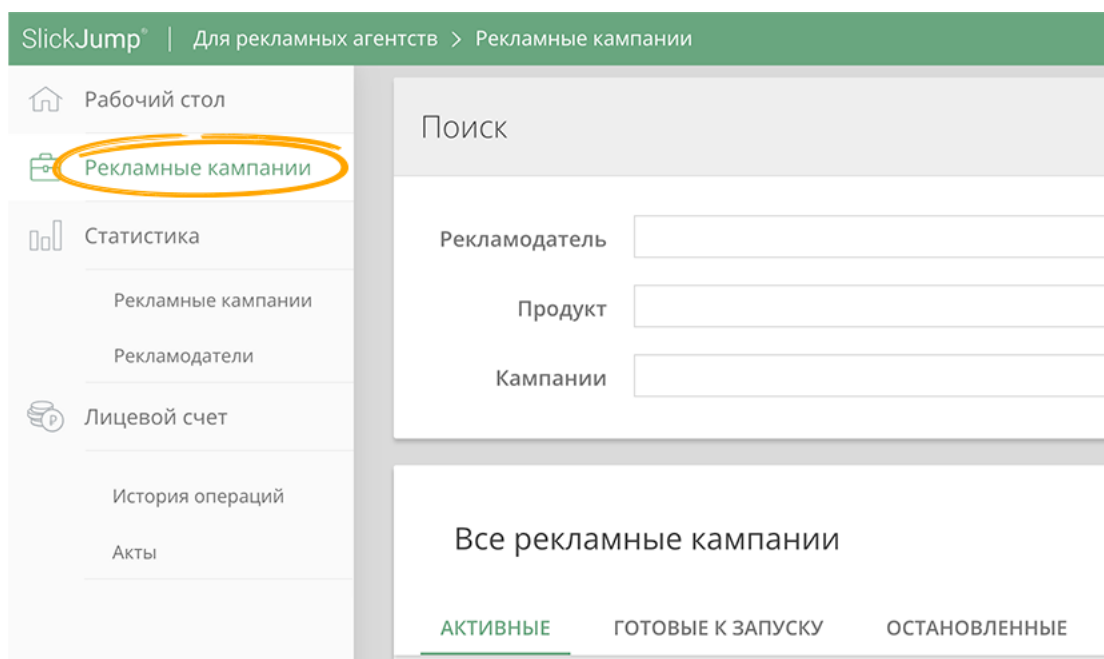 SlickJump® | Для рекламных агентств > Рекламные кампании
Рабочий стол
Рекламные кампании
Статистика
Рекламные кампании
Рекламодатели
Лицевой счет
История операций
Акты
Поиск
Рекламодатель
Продукт
Кампании
Все рекламные кампании
АКТИВНЫЕ ГОТОВЫЕ К ЗАПУСКУ ОСТАНОВЛЕННЫЕ